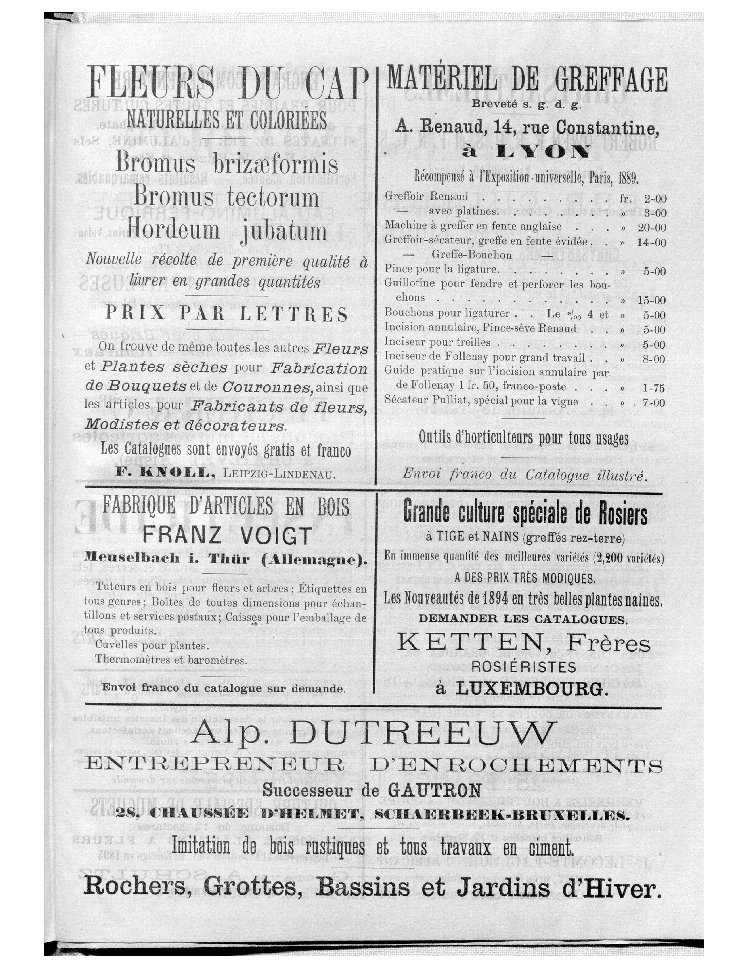 FLEURS DU CAP
NATURELLES ET COLORIÉES
Bromus brizæformis
Bromus tectorum
Hordeum jubatum
Nouvelle récolte de première qualité à
livrer en grandes quantités
PRIX PAR LETTRES
On trouve de même toutes les autres Fleurs
et Plantes sèches pour Fabrication
de Bouquets et de Couronnes, ainsi que
les articles pour Fabricants de fleurs,
Modistes et décorateurs.
Les Catalogues sont envoyés gratis et franco
F. KNOLL, LEIPZIG-LINDENAU.
MATÉRIEL DE GREFFAGE
Breveté s. g. d. g.
A. Renaud, 14, rue Constantine,
à LYON
Récompensé à l'Exposition universelle, Paris, 1889.
Greffoir Renaud . . . . . . . . fr. 2-00
— avec platines. . . . . . . » 3-00
Machine à greffer en fente anglaise . . . » 20-00
Greffoir-sécateur, greffe en fente évidée. . » 14-00
— Greffe-Bouchon —
Pince pour la ligature. . . . . . . . » 5-00
Guillotine pour fendre et perforer les bou-
chons . . . . . . . . . . . » 15-00
Bouchons pour ligaturer . . Le °/₀₀ 4 et » 5-00
Incision annulaire, Pince-sève Renaud . . » 5-00
Inciseur pour treilles . . . . . . . » 5-00
Inciseur de Follenay pour grand travail . . » 8-00
Guide pratique sur l'incision annulaire par
de Follenay 1 fr. 50, franco-poste . . . » 1-75
Sécateur Pulliat, spécial pour la vigne . . » 7-00
Outils d'horticulteurs pour tous usages
Envoi franco du Catalogue illustré.
FABRIQUE D'ARTICLES EN BOIS
FRANZ VOIGT
Meuselbach i. Thür (Allemagne).
Tuteurs en bois pour fleurs et arbres; Étiquettes en
tous genres; Boîtes de toutes dimensions pour échan-
tillons et services postaux; Caisses pour l'emballage de
tous produits.
Cuvelles pour plantes.
Thermomètres et baromètres.
Envoi franco du catalogue sur demande.
Grande culture spéciale de Rosiers
à TIGE et NAINS (greffés rez-terre)
En immense quantité des meilleures variétés (2,200 variétés)
A DES PRIX TRÈS MODIQUES.
Les Nouveautés de 1894 en très belles plantes naines.
DEMANDER LES CATALOGUES.
KETTEN, Frères
ROSIÉRISTES
à LUXEMBOURG.
Alp. DUTREEUW
ENTREPRENEUR D'ENROCHEMENTS
Successeur de GAUTRON
28, CHAUSSÉE D'HELMET, SCHAERBEEK-BRUXELLES.
Imitation de bois rustiques et tous travaux en ciment.
Rochers, Grottes, Bassins et Jardins d'Hiver.